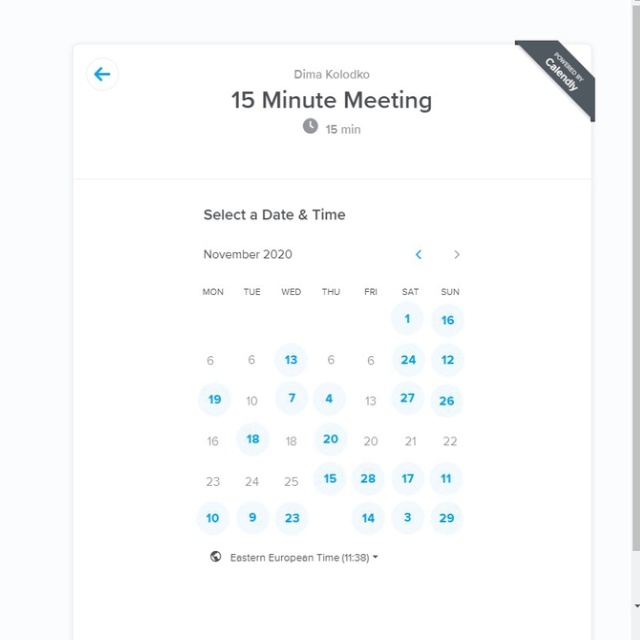 Dima Kolodko
15 Minute Meeting
15 min
POWERED BY
Calendly
Select a Date & Time
November 2020
MON TUE WED THU FRI SAT SUN
1 16
6 6 13 6 6 24 12
19 10 7 4 13 27 26
16 18 18 20 20 21 22
23 24 25 15 28 17 11
10 9 23 14 3 29
Eastern European Time (11:38)